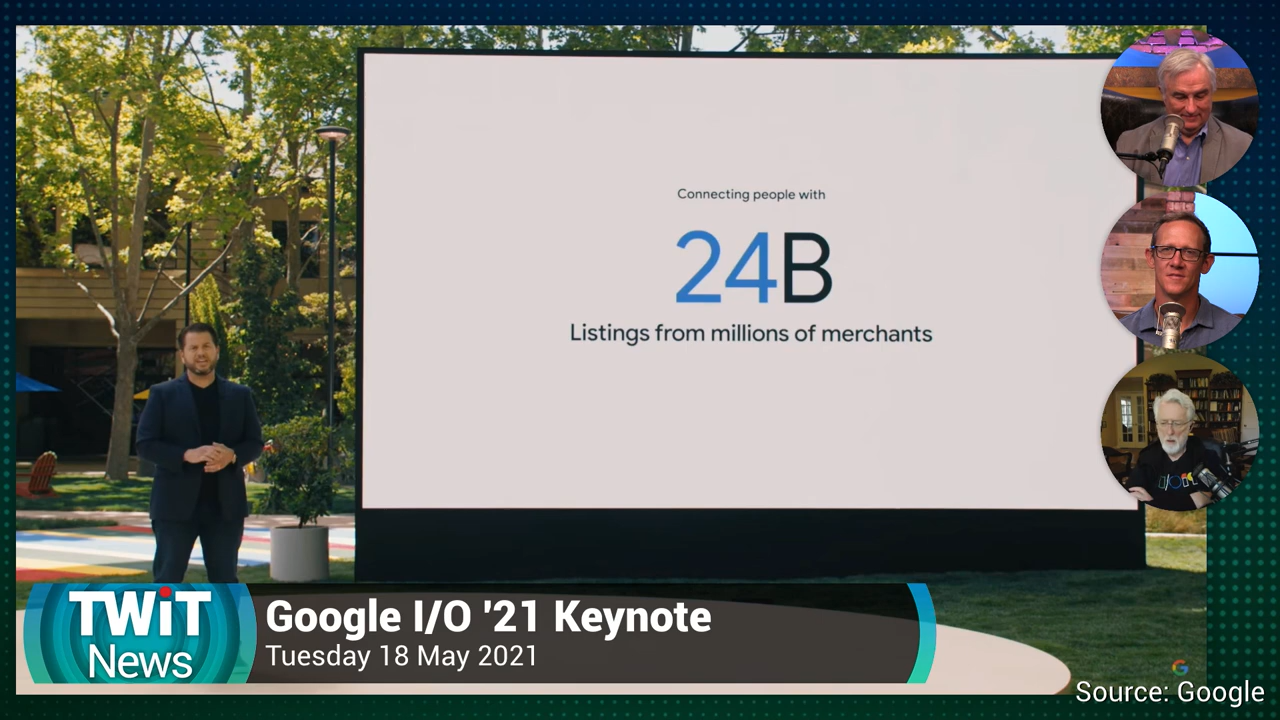 Connecting people with
24B
Listings from millions of merchants
TWiT
News
Google I/O '21 Keynote
Tuesday 18 May 2021
Source: Google